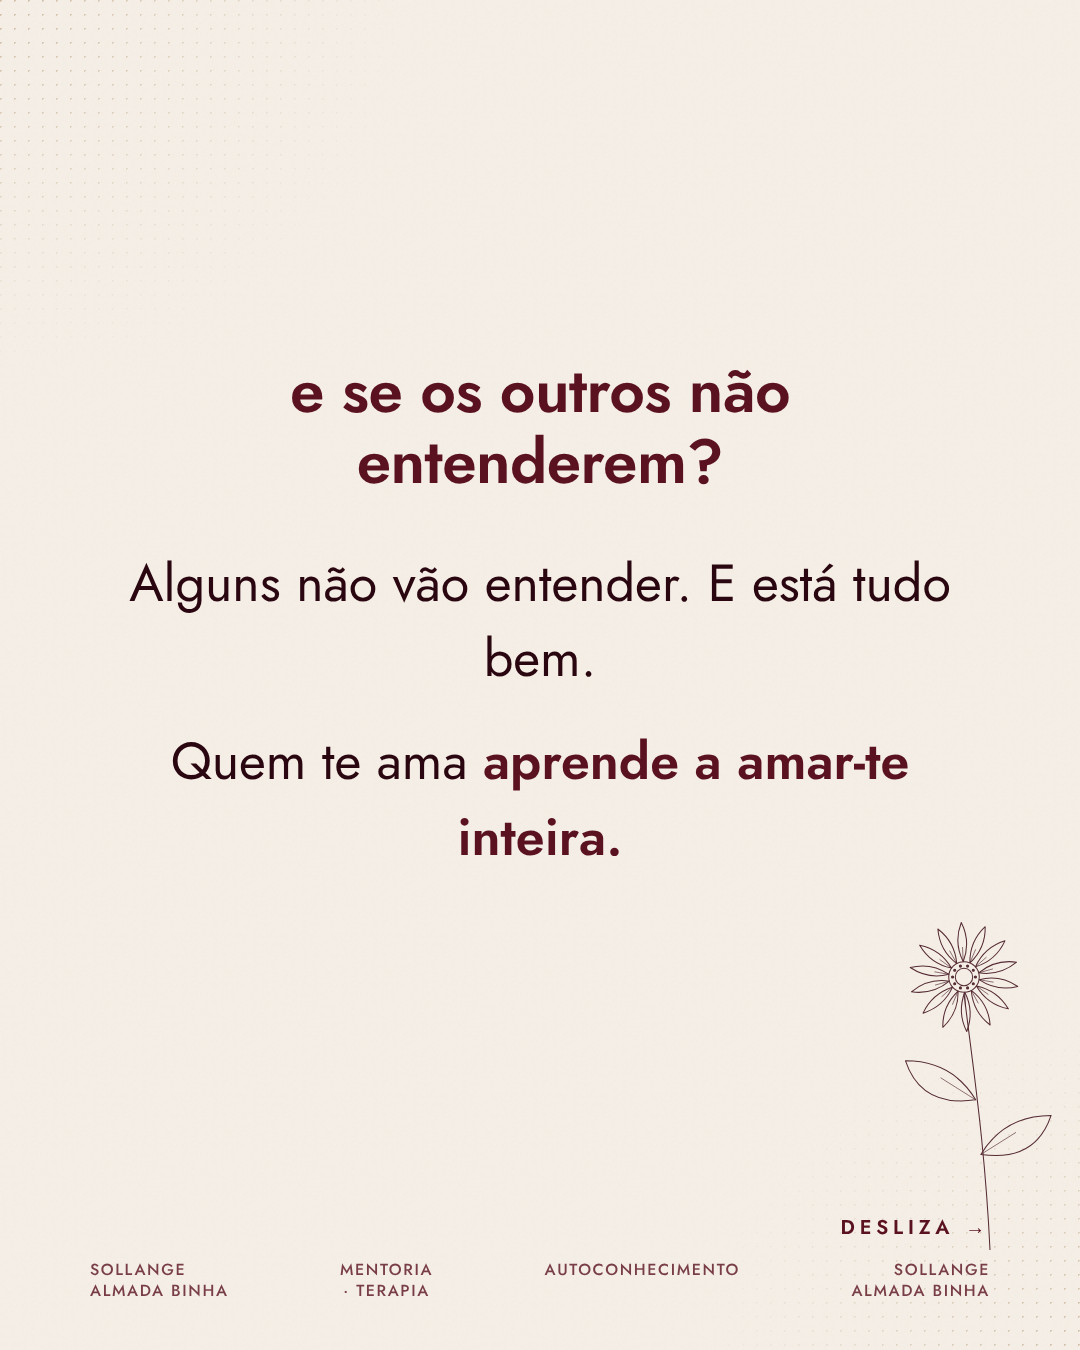 e se os outros não
entenderem?
Alguns não vão entender. E está tudo
bem.
Quem te ama aprende a amar-te
inteira.
DESLIZA →
SOLLANGE
ALMADA BINHA
MENTORIA
· TERAPIA
AUTOCONHECIMENTO
SOLLANGE
ALMADA BINHA